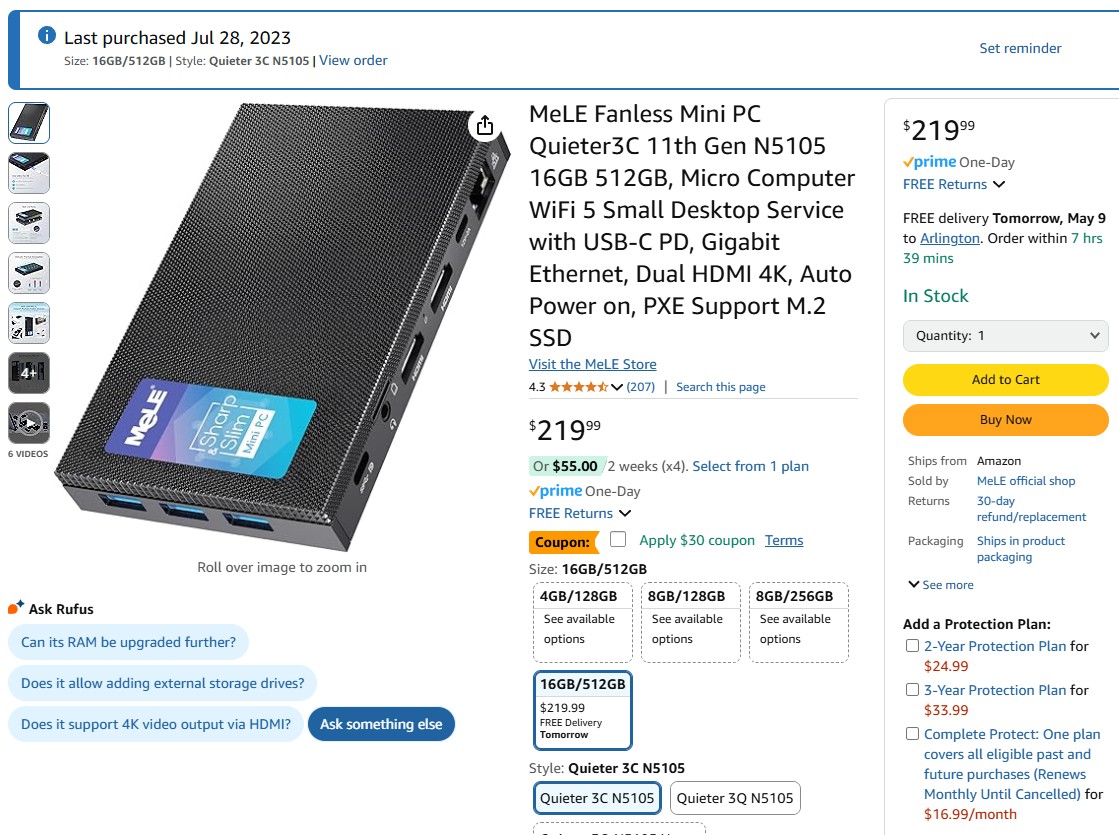 Last purchased Jul 28, 2023
Size: 16GB/512GB | Style: Quieter 3C N5105 | View order
Set reminder
4+
6 VIDEOS
MeLE
Sharp
& Slim
Mini PC
HDMI
HDMI
Roll over image to zoom in
Ask Rufus
Can its RAM be upgraded further?
Does it allow adding external storage drives?
Does it support 4K video output via HDMI?
Ask something else
MeLE Fanless Mini PC
Quieter3C 11th Gen N5105
16GB 512GB, Micro Computer
WiFi 5 Small Desktop Service
with USB-C PD, Gigabit
Ethernet, Dual HDMI 4K, Auto
Power on, PXE Support M.2
SSD
Visit the MeLE Store
4.3 (207) | Search this page
$21999
Or $55.00 /2 weeks (x4). Select from 1 plan
prime One-Day
FREE Returns
Coupon: Apply $30 coupon Terms
Size: 16GB/512GB
4GB/128GB
See available
options
8GB/128GB
See available
options
8GB/256GB
See available
options
16GB/512GB
$219.99
FREE Delivery
Tomorrow
Style: Quieter 3C N5105
Quieter 3C N5105
Quieter 3Q N5105
$21999
prime One-Day
FREE Returns
FREE delivery Tomorrow, May 9
to Arlington. Order within 7 hrs
39 mins
In Stock
Quantity: 1
Add to Cart
Buy Now
Ships from Amazon
Sold by MeLE official shop
Returns 30-day
refund/replacement
Packaging Ships in product
packaging
See more
Add a Protection Plan:
2-Year Protection Plan for
$24.99
3-Year Protection Plan for
$33.99
Complete Protect: One plan
covers all eligible past and
future purchases (Renews
Monthly Until Cancelled) for
$16.99/month